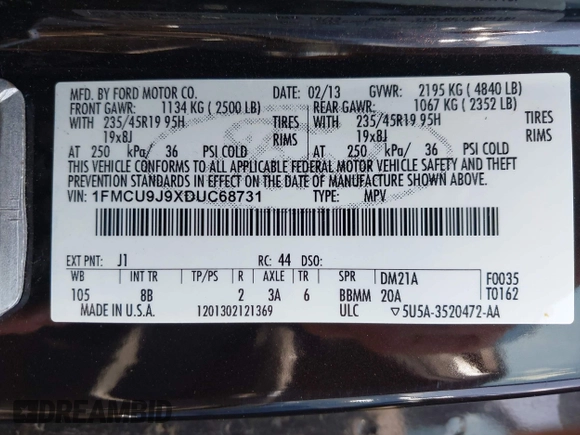 MFD. BY FORD MOTOR CO. DATE: 02/13 GVWR: 2195 KG ( 4840 LB)
FRONT GAWR: 1134 KG ( 2500 LB) REAR GAWR: 1067 KG ( 2352 LB)
WITH 235/45R19 95H TIRES WITH 235/45R19 95H TIRES
19x8J RIMS 19x8J RIMS
AT 250 kPa/ 36 PSI COLD AT 250 kPa/ 36 PSI COLD
THIS VEHICLE CONFORMS TO ALL APPLICABLE FEDERAL MOTOR VEHICLE SAFETY AND THEFT
PREVENTION STANDARDS IN EFFECT ON THE DATE OF MANUFACTURE SHOWN ABOVE.
VIN: 1FMCU9J9XDUC68731 TYPE: MPV
EXT PNT: J1 RC: 44 DSO:
WB INT TR TP/PS R AXLE TR SPR DM21A F0035
105 8B 2 3A 6 BBMM 20A T0162
MADE IN U.S.A. 1201302121369 ULC ▽5U5A-3520472-AA
DREAMBID